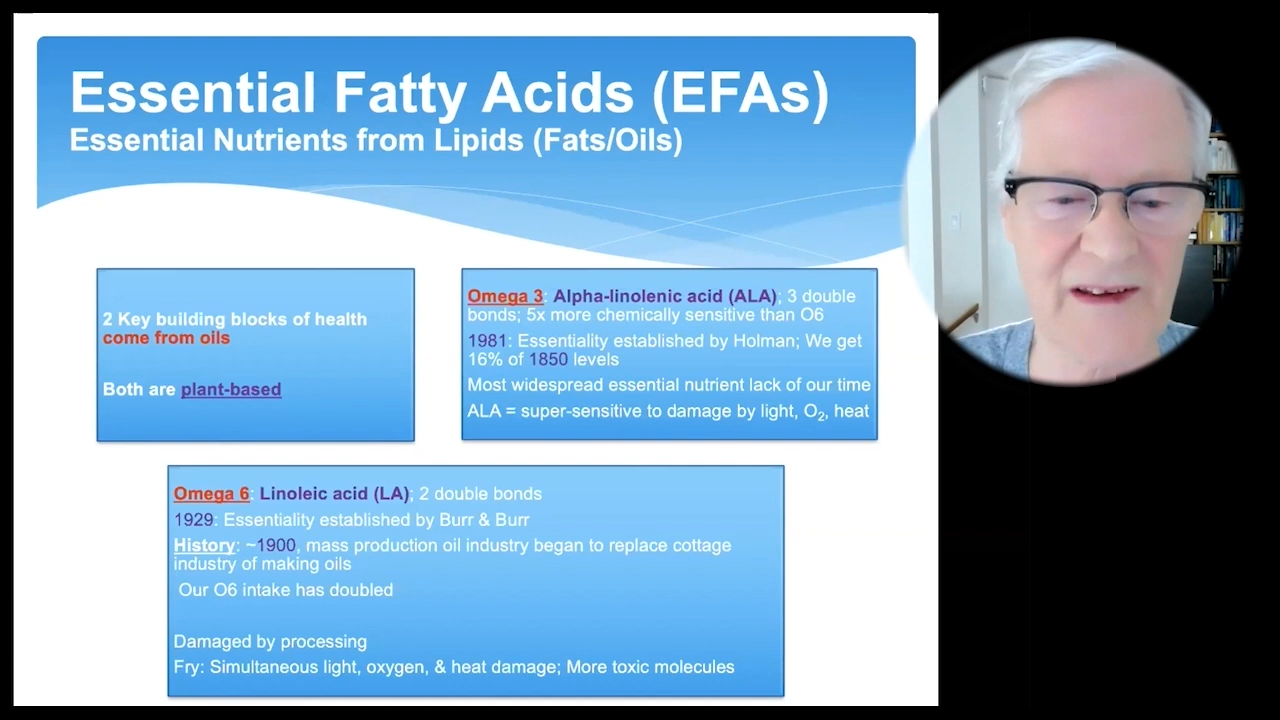 Essential Fatty Acids (EFAs)
Essential Nutrients from Lipids (Fats/Oils)
2 Key building blocks of health
come from oils
Both are plant-based
Omega 3: Alpha-linolenic acid (ALA); 3 double
bonds; 5x more chemically sensitive than O6
1981: Essentiality established by Holman; We get
16% of 1850 levels
Most widespread essential nutrient lack of our time
ALA = super-sensitive to damage by light, O₂, heat
Omega 6: Linoleic acid (LA); 2 double bonds
1929: Essentiality established by Burr & Burr
History: ~1900, mass production oil industry began to replace cottage
industry of making oils
Our O6 intake has doubled
Damaged by processing
Fry: Simultaneous light, oxygen, & heat damage; More toxic molecules